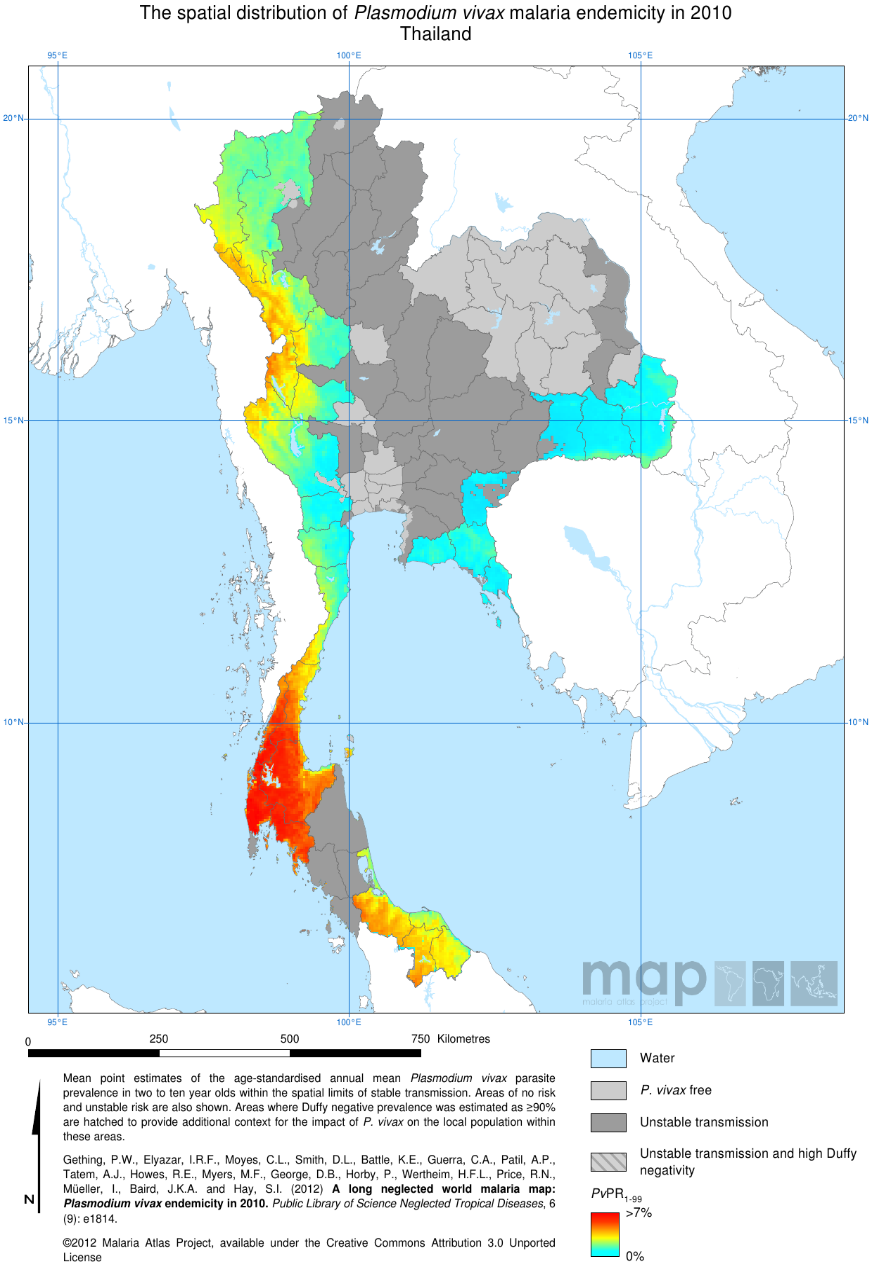 The spatial distribution of Plasmodium vivax malaria endemicity in 2010
Thailand
95°E 100°E 105°E
20°N 20°N
15°N 15°N
10°N 10°N
map
malaria atlas project
95°E 100°E 105°E
0 250 500 750 Kilometres
Mean point estimates of the age-standardised annual mean Plasmodium vivax parasite
prevalence in two to ten year olds within the spatial limits of stable transmission. Areas of no risk
and unstable risk are also shown. Areas where Duffy negative prevalence was estimated as ≥90%
are hatched to provide additional context for the impact of P. vivax on the local population within
these areas.
Gething, P.W., Elyazar, I.R.F., Moyes, C.L., Smith, D.L., Battle, K.E., Guerra, C.A., Patil, A.P.,
Tatem, A.J., Howes, R.E., Myers, M.F., George, D.B., Horby, P., Wertheim, H.F.L., Price, R.N.,
Müeller, I., Baird, J.K.A. and Hay, S.I. (2012) A long neglected world malaria map:
Plasmodium vivax endemicity in 2010. Public Library of Science Neglected Tropical Diseases, 6
(9): e1814.
©2012 Malaria Atlas Project, available under the Creative Commons Attribution 3.0 Unported
License
N
Water
P. vivax free
Unstable transmission
Unstable transmission and high Duffy
negativity
PvPR1-99
>7%
0%